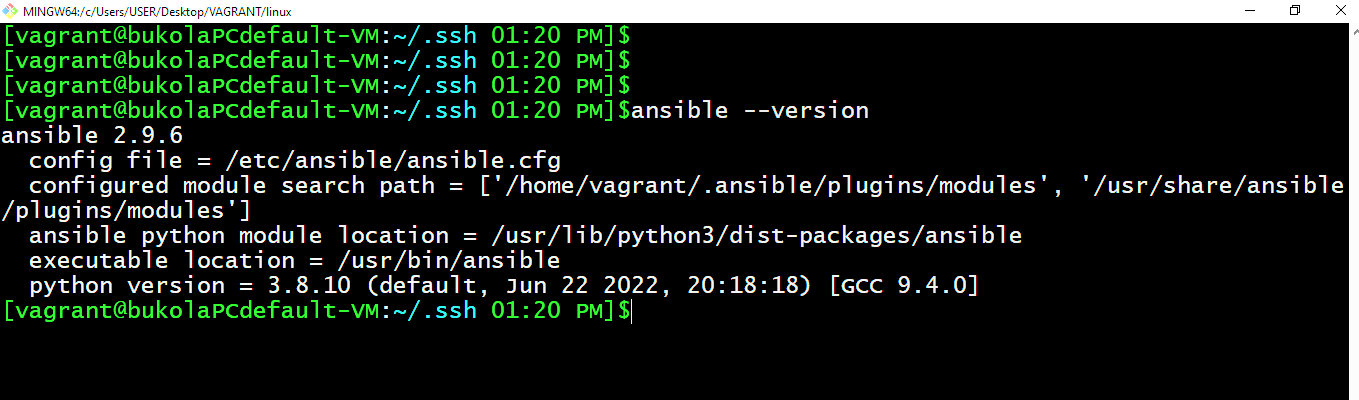 MINGW64:/c/Users/USER/Desktop/VAGRANT/linux
[vagrant@bukolaPCdefault-VM:~/.ssh 01:20 PM]$
[vagrant@bukolaPCdefault-VM:~/.ssh 01:20 PM]$
[vagrant@bukolaPCdefault-VM:~/.ssh 01:20 PM]$
[vagrant@bukolaPCdefault-VM:~/.ssh 01:20 PM]$ansible --version
ansible 2.9.6
  config file = /etc/ansible/ansible.cfg
  configured module search path = ['/home/vagrant/.ansible/plugins/modules', '/usr/share/ansible
/plugins/modules']
  ansible python module location = /usr/lib/python3/dist-packages/ansible
  executable location = /usr/bin/ansible
  python version = 3.8.10 (default, Jun 22 2022, 20:18:18) [GCC 9.4.0]
[vagrant@bukolaPCdefault-VM:~/.ssh 01:20 PM]$